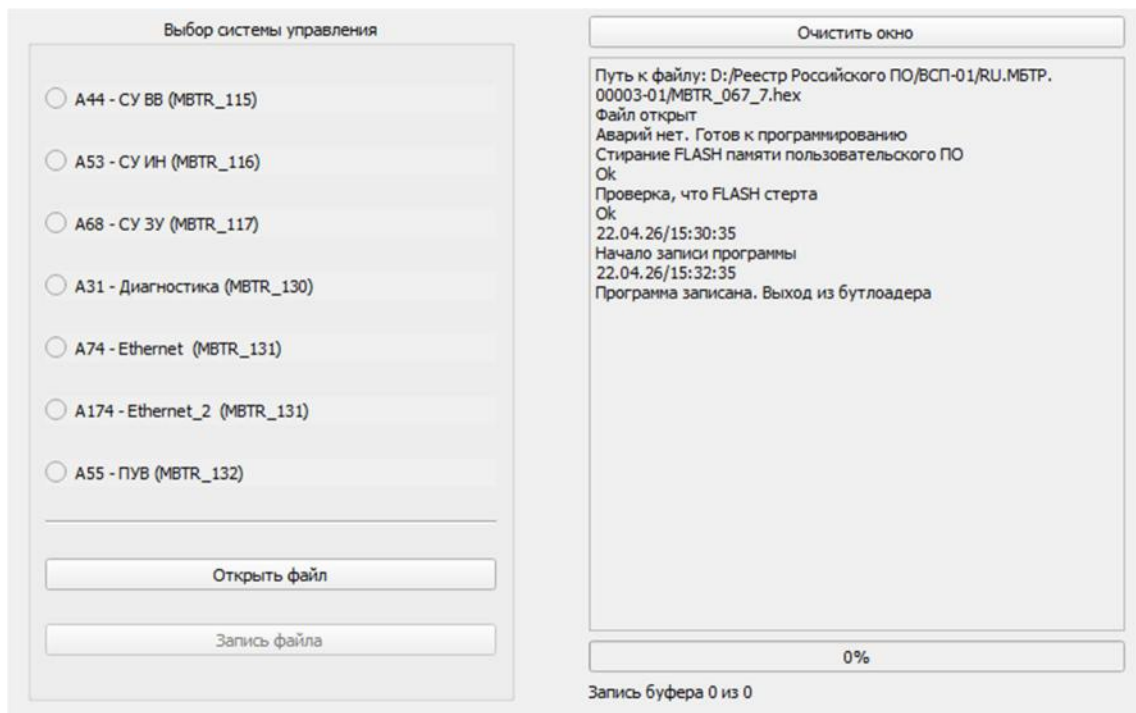 Выбор системы управления
A44 - СУ ВВ (MBTR_115)
A53 - СУ ИН (MBTR_116)
A68 - СУ ЗУ (MBTR_117)
A31 - Диагностика (MBTR_130)
A74 - Ethernet (MBTR_131)
A174 - Ethernet_2 (MBTR_131)
A55 - ПУВ (MBTR_132)
Открыть файл
Запись файла
Очистить окно
Путь к файлу: D:/Реестр Российского ПО/ВСП-01/RU.МБТР.
00003-01/MBTR_067_7.hex
Файл открыт
Аварий нет. Готов к программированию
Стирание FLASH памяти пользовательского ПО
Ok
Проверка, что FLASH стерта
Ok
22.04.26/15:30:35
Начало записи программы
22.04.26/15:32:35
Программа записана. Выход из бутлоадера
0%
Запись буфера 0 из 0